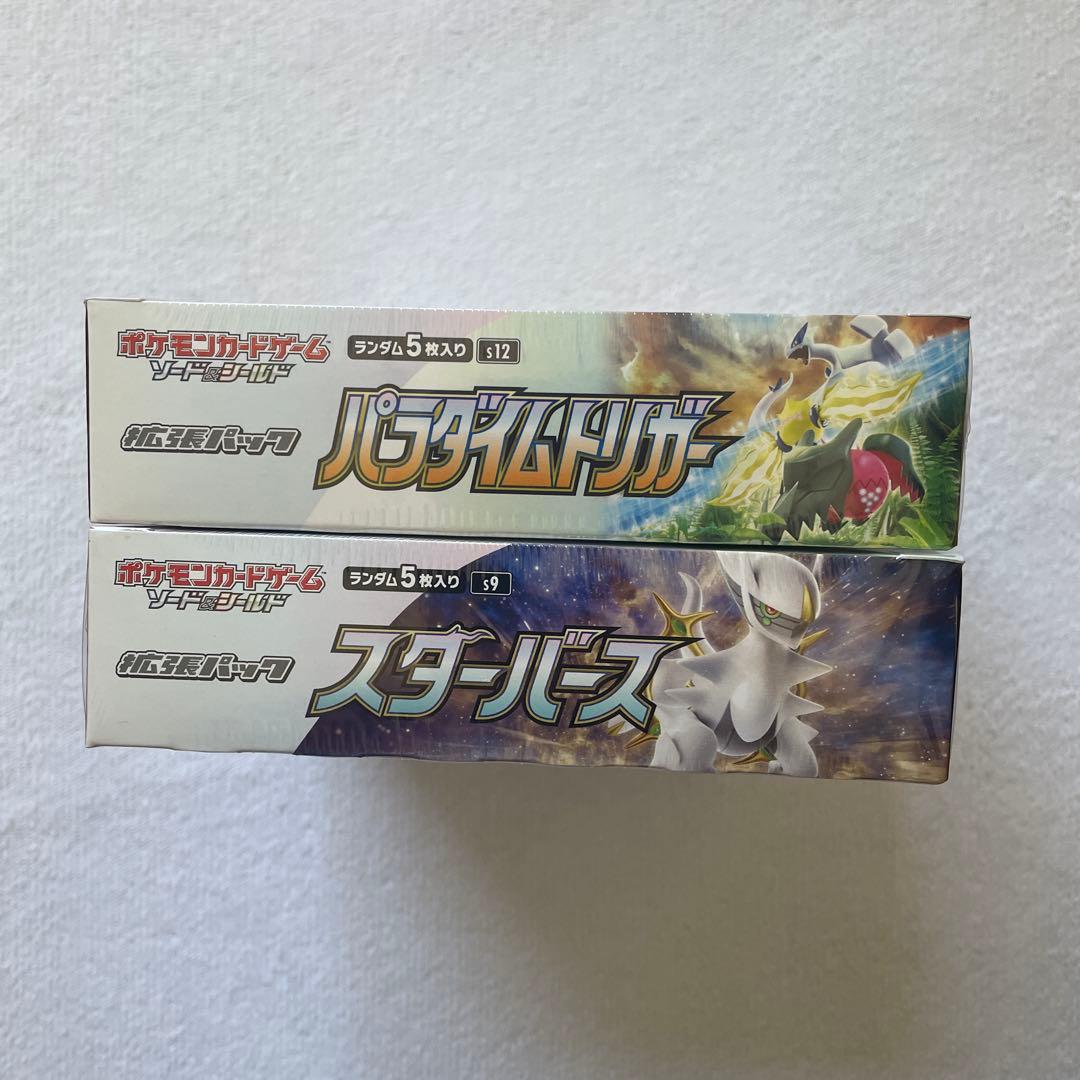 ポケモンカードゲーム
ソード&シールド
ランダム5枚入り s12
拡張パック
パラダイムトリガー
ポケモンカードゲーム
ソード&シールド
ランダム5枚入り s9
拡張パック
スターバース